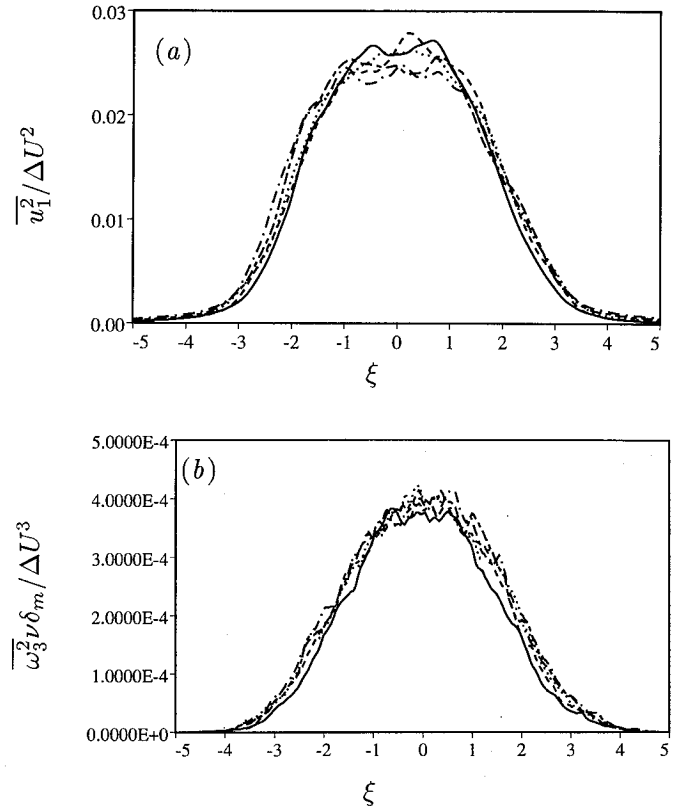 (a)
0.03
0.02
0.01
0.00
-5 -4 -3 -2 -1 0 1 2 3 4 5
ξ
$\overline{u_1^2}/\Delta U^2$
(b)
5.0000E-4
4.0000E-4
3.0000E-4
2.0000E-4
1.0000E-4
0.0000E+0
-5 -4 -3 -2 -1 0 1 2 3 4 5
ξ
$\overline{\omega_3^2}\nu\delta_m/\Delta U^3$